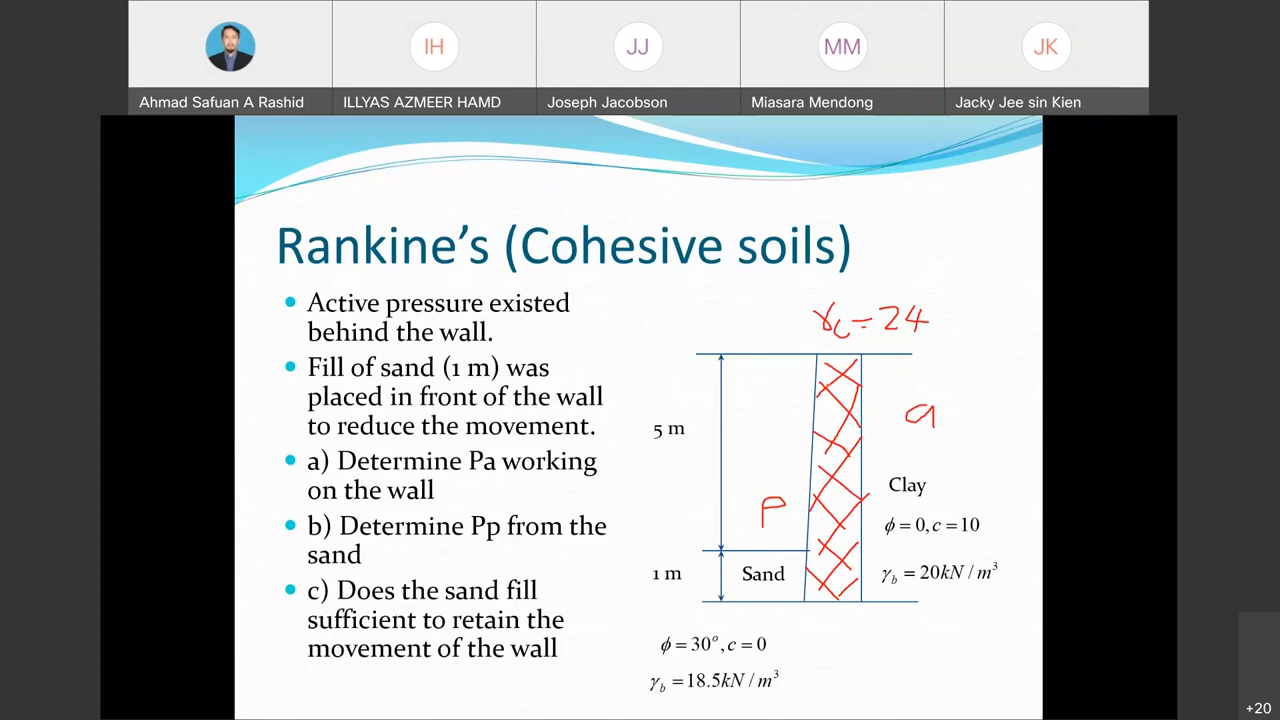 IH
JJ
MM
JK
Ahmad Safuan A Rashid
ILLYAS AZMEER HAMD
Joseph Jacobson
Miasara Mendong
Jacky Jee sin Kien
Rankine's (Cohesive soils)
• Active pressure existed
behind the wall.
• Fill of sand (1 m) was
placed in front of the wall
to reduce the movement.
• a) Determine Pa working
on the wall
• b) Determine Pp from the
sand
• c) Does the sand fill
sufficient to retain the
movement of the wall
γc = 24
5 m
a
P
Clay
ϕ = 0, c = 10
γb = 20kN / m³
1 m
Sand
ϕ = 30°, c = 0
γb = 18.5kN / m³
+20